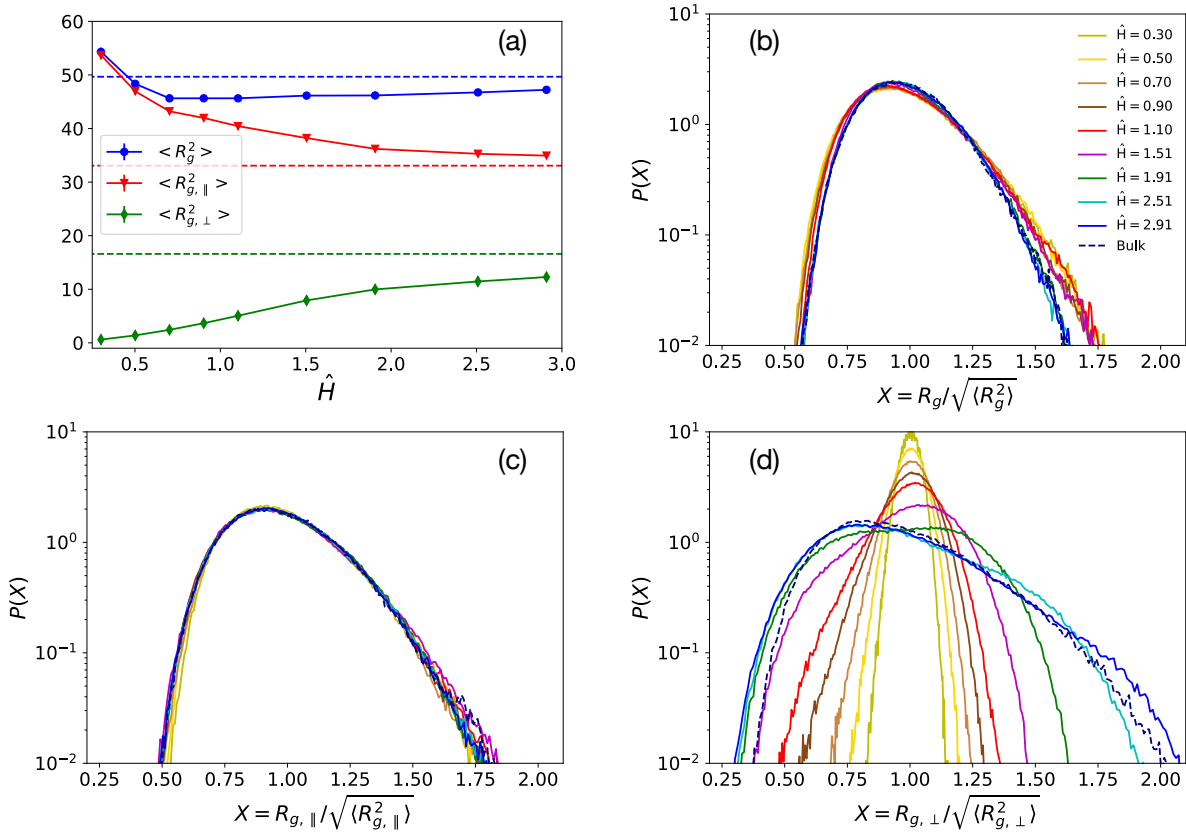 (a)
60
50
40
30
20
10
0
< R_g^2 >
< R_{g, ∥}^2 >
< R_{g, ⊥}^2 >
0.5 1.0 1.5 2.0 2.5 3.0
Ĥ
(b)
10^1
10^0
10^{-1}
10^{-2}
P(X)
Ĥ = 0.30
Ĥ = 0.50
Ĥ = 0.70
Ĥ = 0.90
Ĥ = 1.10
Ĥ = 1.51
Ĥ = 1.91
Ĥ = 2.51
Ĥ = 2.91
Bulk
0.25 0.50 0.75 1.00 1.25 1.50 1.75 2.00
X = R_g/√⟨R_g^2⟩
(c)
10^1
10^0
10^{-1}
10^{-2}
P(X)
0.25 0.50 0.75 1.00 1.25 1.50 1.75 2.00
X = R_{g, ∥}/√⟨R_{g, ∥}^2⟩
(d)
10^1
10^0
10^{-1}
10^{-2}
P(X)
0.25 0.50 0.75 1.00 1.25 1.50 1.75 2.00
X = R_{g, ⊥}/√⟨R_{g, ⊥}^2⟩